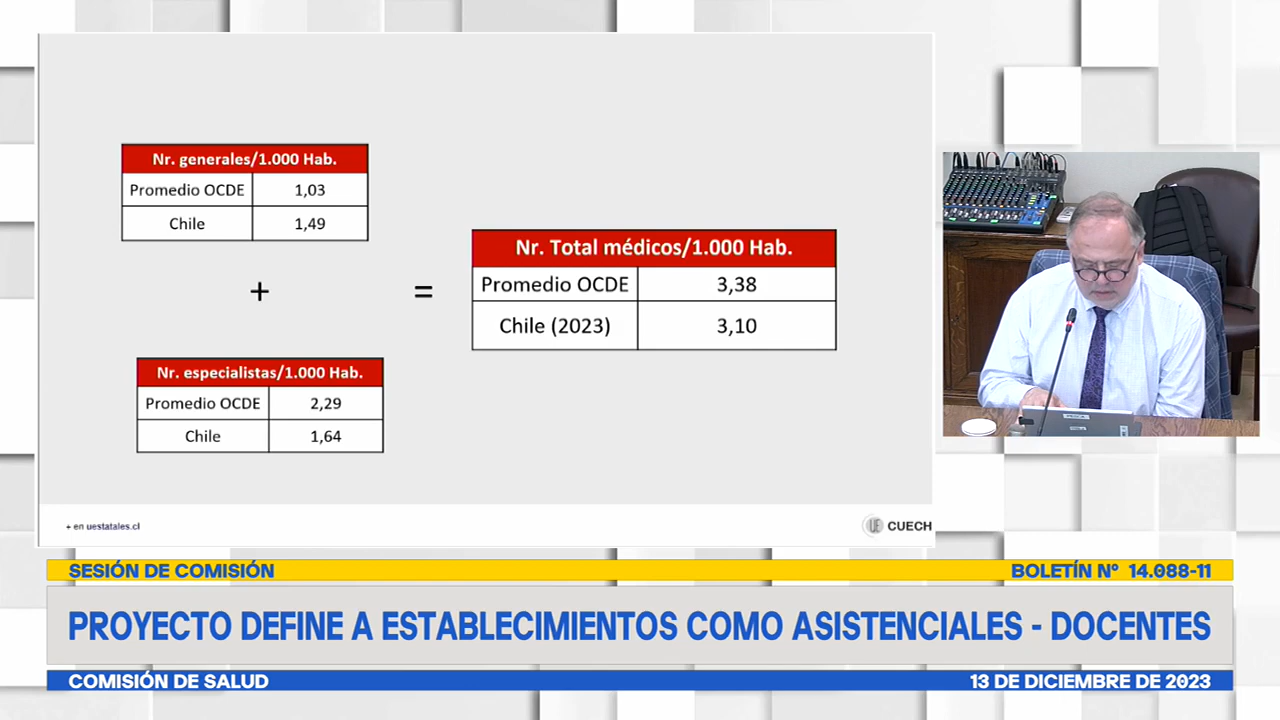 Nr. generales/1.000 Hab.
Promedio OCDE 1,03
Chile 1,49
+
Nr. especialistas/1.000 Hab.
Promedio OCDE 2,29
Chile 1,64
=
Nr. Total médicos/1.000 Hab.
Promedio OCDE 3,38
Chile (2023) 3,10
+ en uestatales.cl
UE CUECH
SESIÓN DE COMISIÓN
BOLETÍN Nº 14.088-11
PROYECTO DEFINE A ESTABLECIMIENTOS COMO ASISTENCIALES - DOCENTES
COMISIÓN DE SALUD
13 DE DICIEMBRE DE 2023